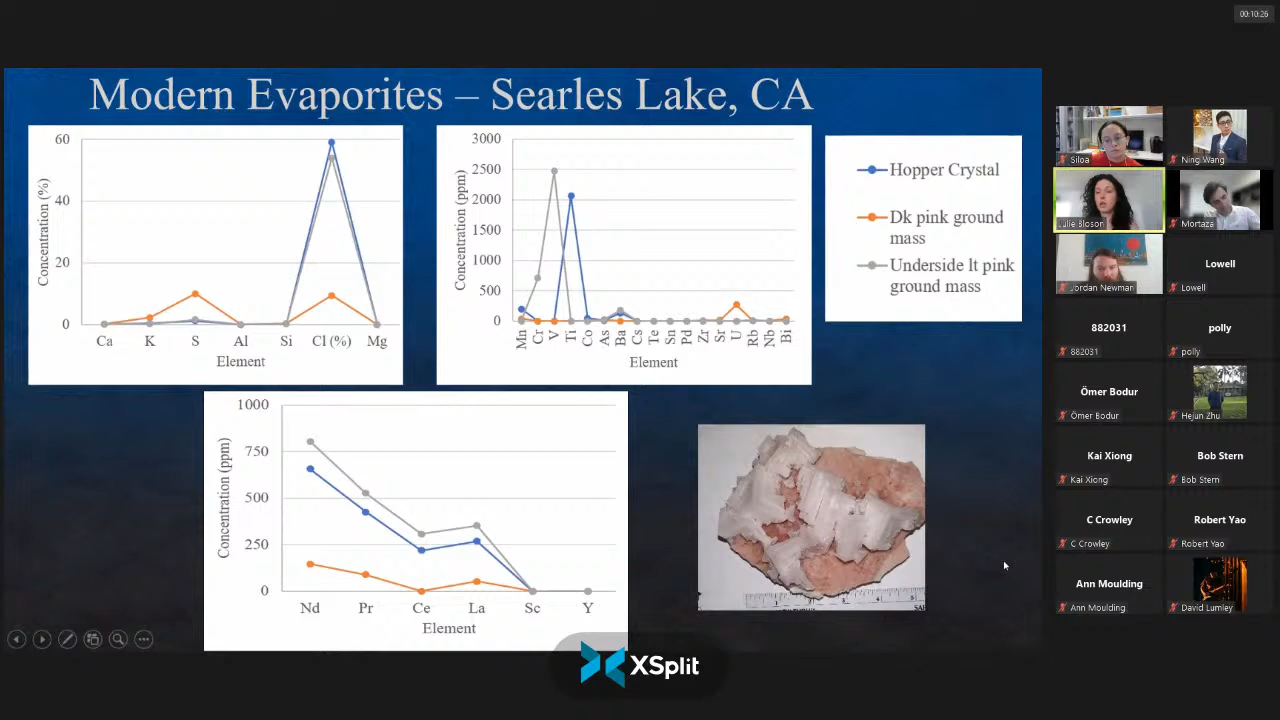 00:10:26
Modern Evaporites – Searles Lake, CA
60
40
20
0
Concentration (%)
Ca K S Al Si Cl (%) Mg
Element
3000
2500
2000
1500
1000
500
0
Concentration (ppm)
Mn Cr V Ti Co As Ba Cs Te Sn Pd Zr Sr U Rb Nb Bi
Element
Hopper Crystal
Dk pink ground
mass
Underside lt pink
ground mass
1000
750
500
250
0
Concentration (ppm)
Nd Pr Ce La Sc Y
Element
XSplit
Siloa
Ning Wang
Julie Bloson
Mortaza
Jordan Newman
Lowell
Lowell
882031
882031
polly
polly
Ömer Bodur
Ömer Bodur
Hejun Zhu
Kai Xiong
Kai Xiong
Bob Stern
Bob Stern
C Crowley
C Crowley
Robert Yao
Robert Yao
Ann Moulding
Ann Moulding
David Lumley